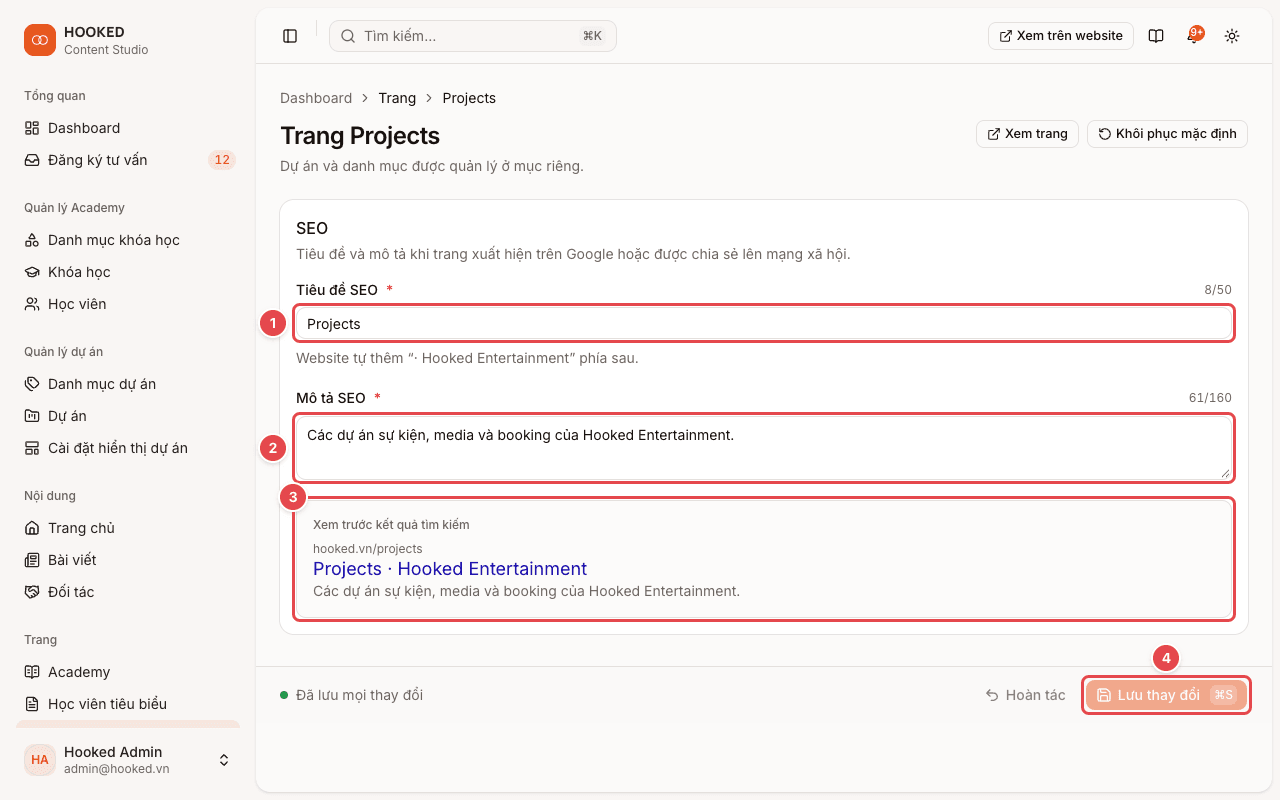 HOOKED
Content Studio
Tổng quan
Dashboard
Đăng ký tư vấn 12
Quản lý Academy
Danh mục khóa học
Khóa học
Học viên
Quản lý dự án
Danh mục dự án
Dự án
Cài đặt hiển thị dự án
Nội dung
Trang chủ
Bài viết
Đối tác
Trang
Academy
Học viên tiêu biểu
HA
Hooked Admin
admin@hooked.vn
Tìm kiếm... ⌘K
Xem trên website
9+
Dashboard > Trang > Projects
Trang Projects
Xem trang
Khôi phục mặc định
Dự án và danh mục được quản lý ở mục riêng.
SEO
Tiêu đề và mô tả khi trang xuất hiện trên Google hoặc được chia sẻ lên mạng xã hội.
Tiêu đề SEO * 8/50
1
Projects
Website tự thêm “· Hooked Entertainment” phía sau.
Mô tả SEO * 61/160
2
Các dự án sự kiện, media và booking của Hooked Entertainment.
3
Xem trước kết quả tìm kiếm
hooked.vn/projects
Projects · Hooked Entertainment
Các dự án sự kiện, media và booking của Hooked Entertainment.
4
Đã lưu mọi thay đổi
Hoàn tác
Lưu thay đổi ⌘S